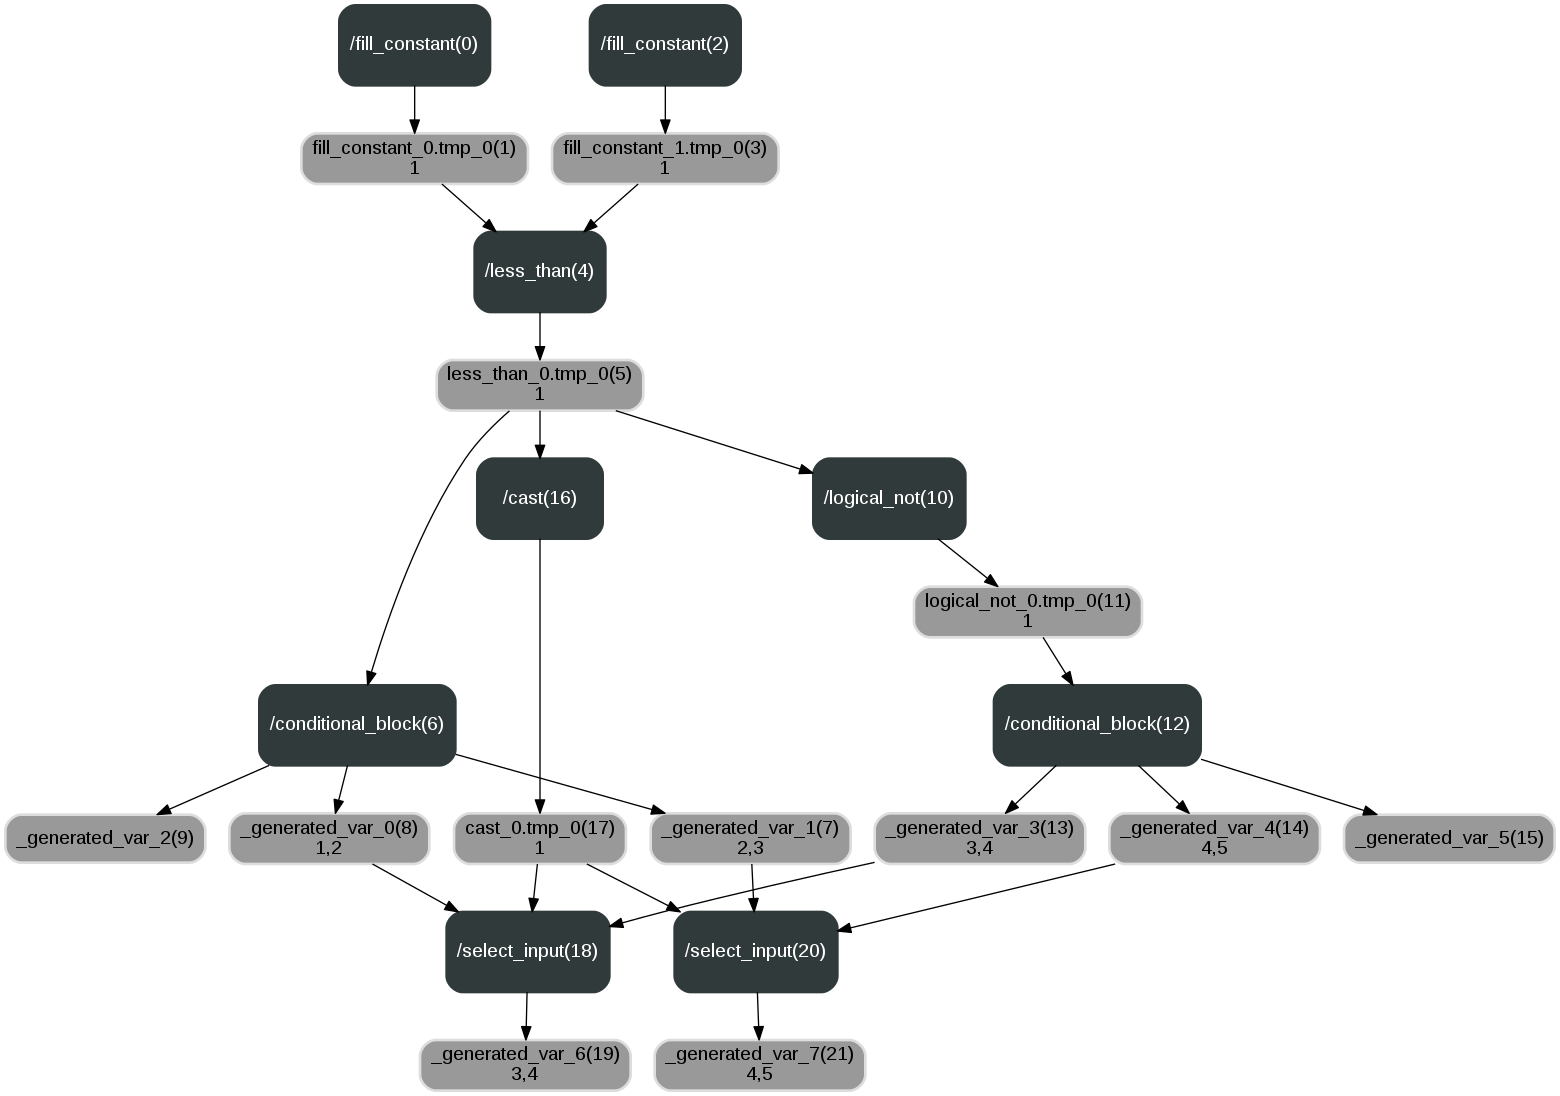 /fill_constant(0)
/fill_constant(2)
fill_constant_0.tmp_0(1)
1
fill_constant_1.tmp_0(3)
1
/less_than(4)
less_than_0.tmp_0(5)
1
/cast(16)
/logical_not(10)
logical_not_0.tmp_0(11)
1
/conditional_block(6)
/conditional_block(12)
_generated_var_2(9)
_generated_var_0(8)
1,2
cast_0.tmp_0(17)
1
_generated_var_1(7)
2,3
_generated_var_3(13)
3,4
_generated_var_4(14)
4,5
_generated_var_5(15)
/select_input(18)
/select_input(20)
_generated_var_6(19)
3,4
_generated_var_7(21)
4,5